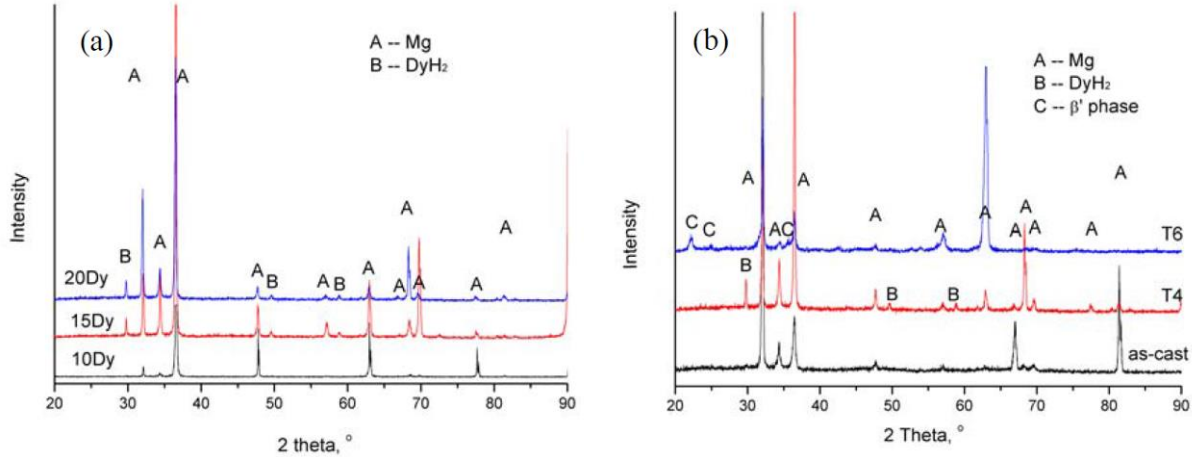 (a)
A -- Mg
B -- DyH₂
A
A
B
A
A
B
A
B
A
A
A
A
A
A
20Dy
15Dy
10Dy
Intensity
20 30 40 50 60 70 80 90
2 theta, °
(b)
A -- Mg
B -- DyH₂
C -- β' phase
A
A
A
C
C
A
C
A
A
A
A
A
A
A
T6
B
B
B
T4
as-cast
Intensity
20 30 40 50 60 70 80 90
2 Theta, °